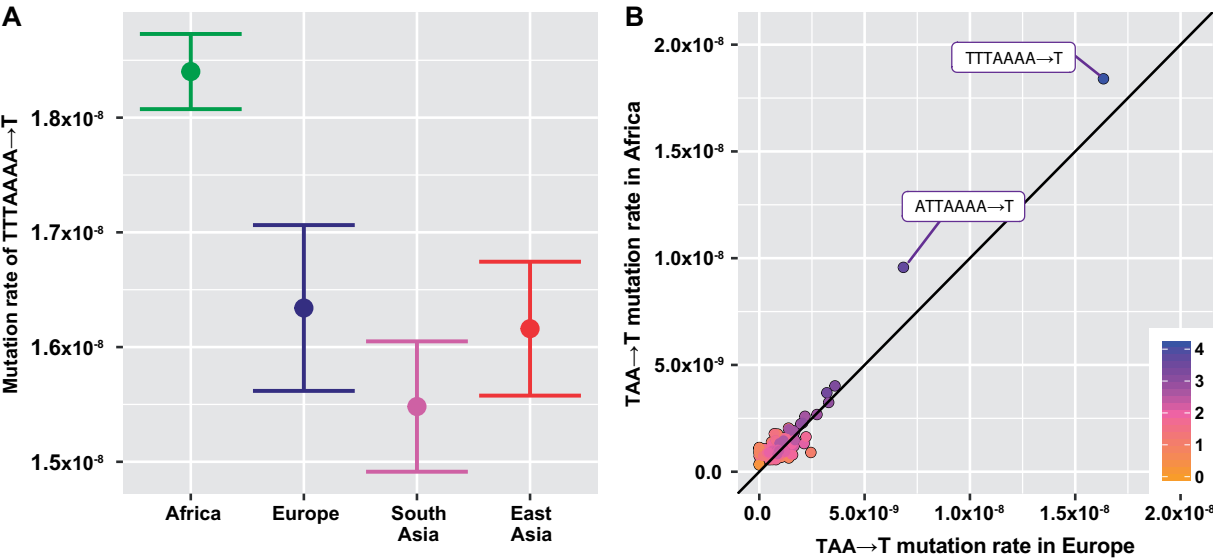 A
Mutation rate of TTTAAAA→T
1.8x10⁻⁸
1.7x10⁻⁸
1.6x10⁻⁸
1.5x10⁻⁸
Africa
Europe
South
Asia
East
Asia
B
TAA→T mutation rate in Africa
2.0x10⁻⁸
1.5x10⁻⁸
1.0x10⁻⁸
5.0x10⁻⁹
0.0
TTTAAAA→T
ATTAAAA→T
4
3
2
1
0
0.0
5.0x10⁻⁹
1.0x10⁻⁸
1.5x10⁻⁸
2.0x10⁻⁸
TAA→T mutation rate in Europe